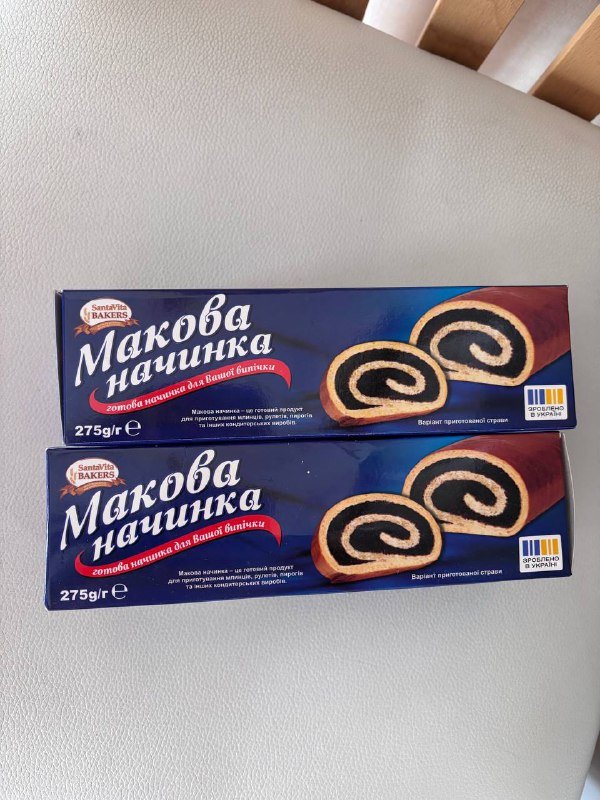 SantaVita
BAKERS
Макова
начинка
готова начинка для Вашої випічки
275g/г ℮
Макова начинка – це готовий продукт
для приготування млинців, рулетів, пирогів
та інших кондитерських виробів.
Варіант приготованої страви
ЗРОБЛЕНО
В УКРАЇНІ
SantaVita
BAKERS
Макова
начинка
готова начинка для Вашої випічки
275g/г ℮
Макова начинка – це готовий продукт
для приготування млинців, рулетів, пирогів
та інших кондитерських виробів.
Варіант приготованої страви
ЗРОБЛЕНО
В УКРАЇНІ